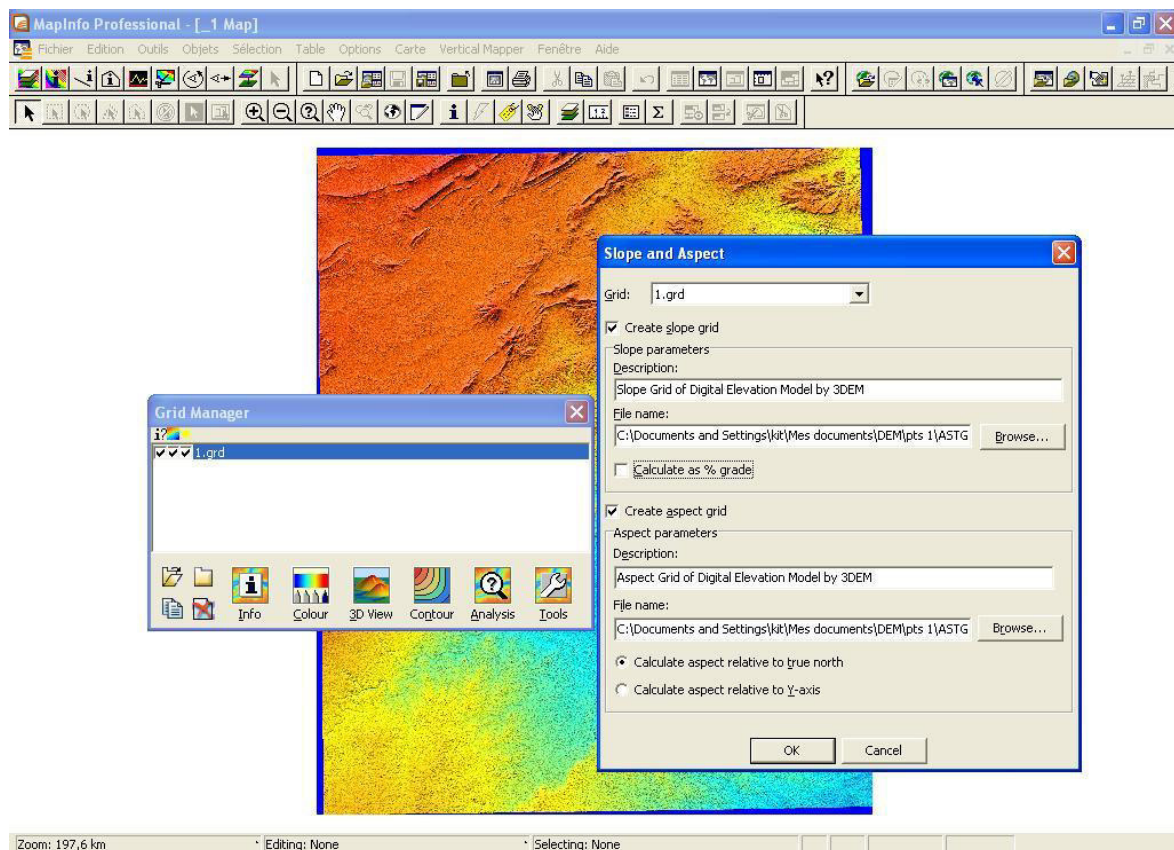 MapInfo Professional - [_1 Map]
Fichier Edition Outils Objets Sélection Table Options Carte Vertical Mapper Fenêtre Aide
Slope and Aspect
Grid: 1.grd
Create slope grid
Slope parameters
Description:
Slope Grid of Digital Elevation Model by 3DEM
File name:
C:\Documents and Settings\kit\Mes documents\DEM\pts 1\ASTG Browse...
Calculate as % grade
Create aspect grid
Aspect parameters
Description:
Aspect Grid of Digital Elevation Model by 3DEM
File name:
C:\Documents and Settings\kit\Mes documents\DEM\pts 1\ASTG Browse...
Calculate aspect relative to true north
Calculate aspect relative to Y-axis
OK Cancel
Grid Manager
1.grd
Info Colour 3D View Contour Analysis Tools
Zoom: 197,6 km Editing: None Selecting: None